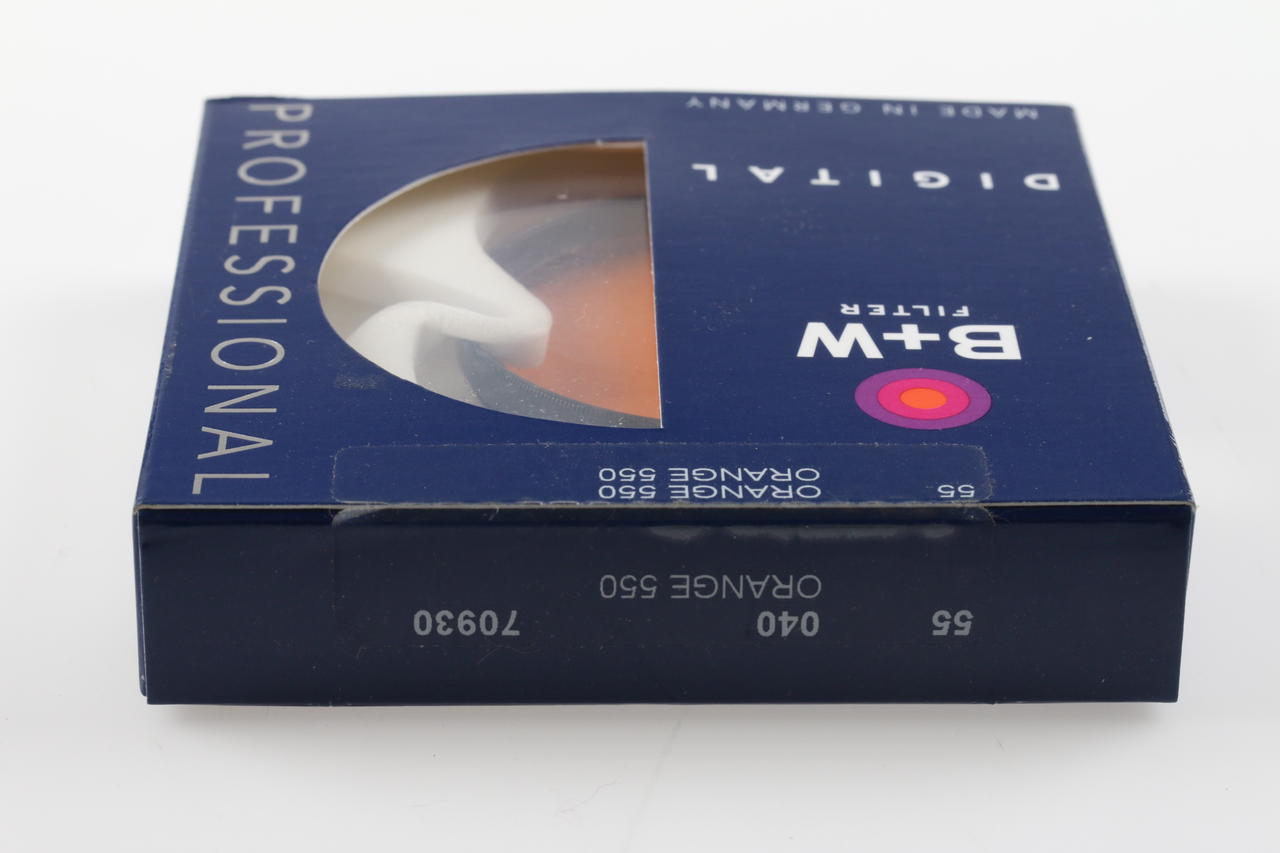 MADE IN GERMANY
DIGITAL
B+W
FILTER
PROFESSIONAL
55 ORANGE 550
ORANGE 550
55 040 70930
ORANGE 550